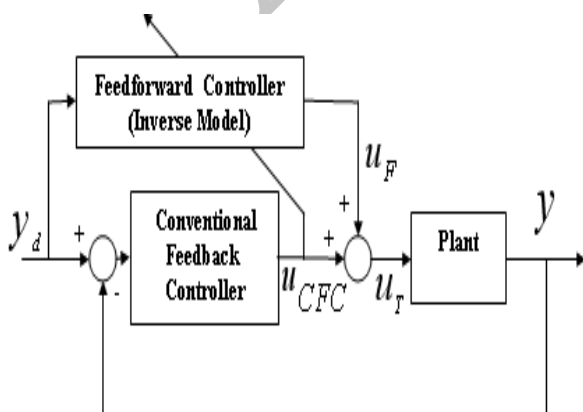 Feedforward Controller
(Inverse Model)
u_F
y_d
+
-
Conventional
Feedback
Controller
u_CFC
+
+
u_T
Plant
y